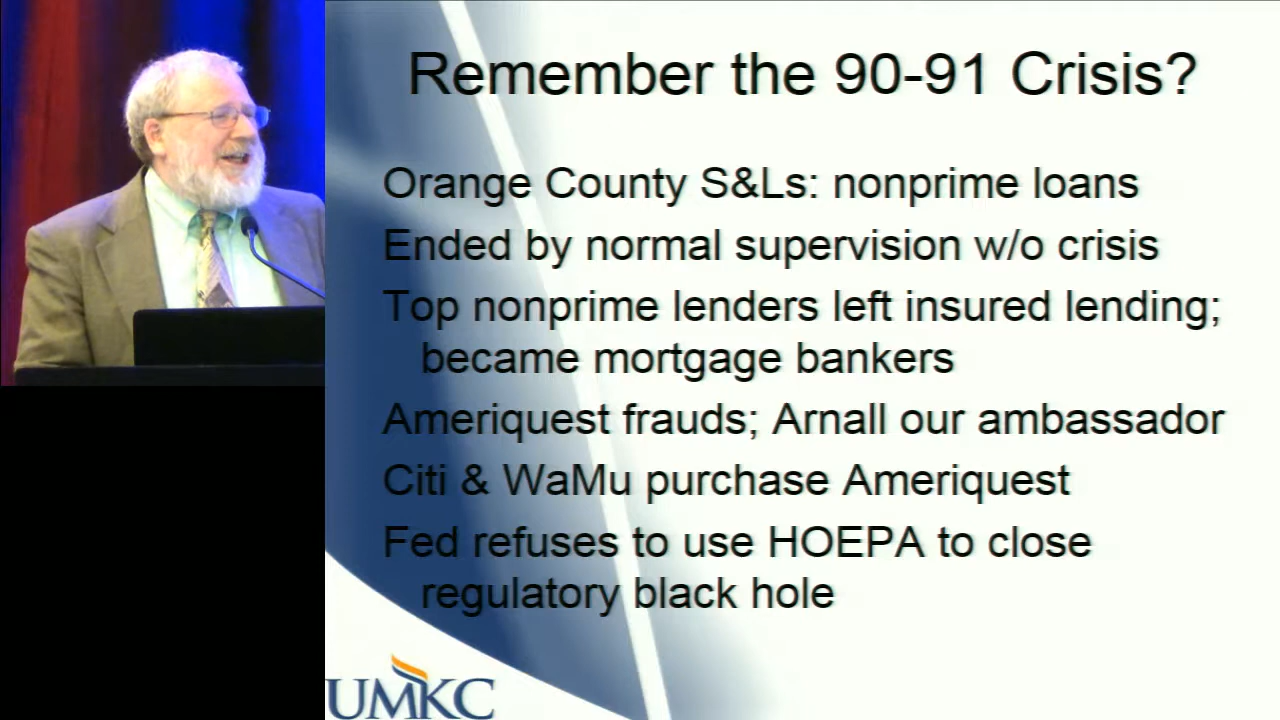 Remember the 90-91 Crisis?
Orange County S&Ls: nonprime loans
Ended by normal supervision w/o crisis
Top nonprime lenders left insured lending;
became mortgage bankers
Ameriquest frauds; Arnall our ambassador
Citi & WaMu purchase Ameriquest
Fed refuses to use HOEPA to close
regulatory black hole
UMKC